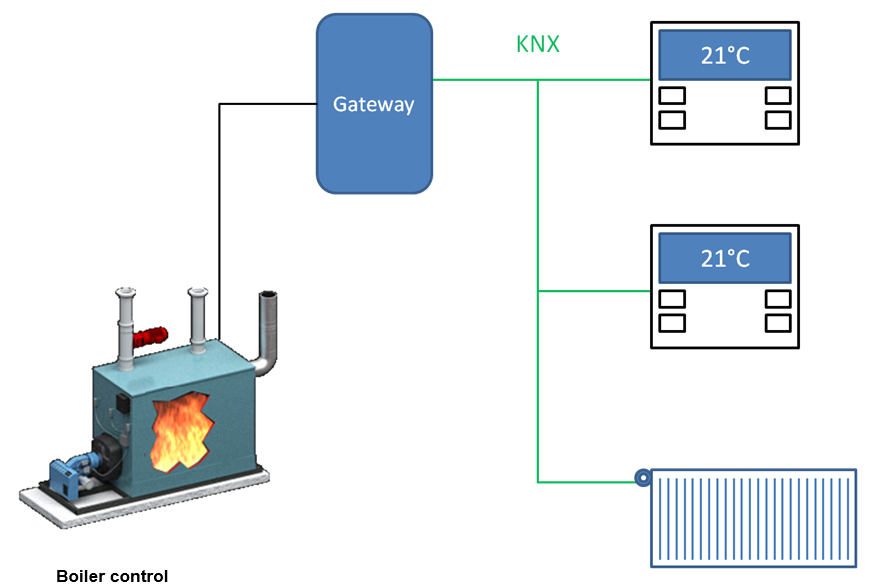 KNX
21°C
Gateway
21°C
Boiler control